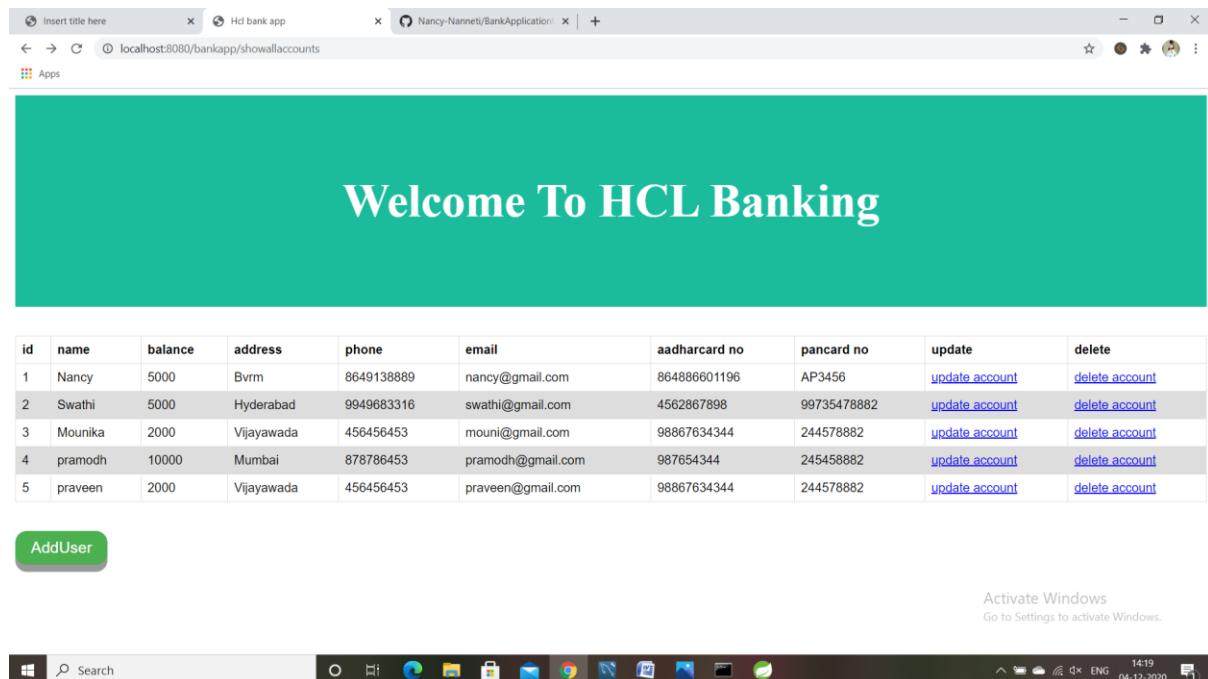 Insert title here Hcl bank app Nancy-Nanneti/BankApplication
localhost:8080/bankapp/showallaccounts
Apps
Welcome To HCL Banking
id name balance address phone email aadharcard no pancard no update delete
1 Nancy 5000 Bvrm 8649138889 nancy@gmail.com 864886601196 AP3456 update account delete account
2 Swathi 5000 Hyderabad 9949683316 swathi@gmail.com 4562867898 99735478882 update account delete account
3 Mounika 2000 Vijayawada 456456453 mouni@gmail.com 98867634344 244578882 update account delete account
4 pramodh 10000 Mumbai 878786453 pramodh@gmail.com 987654344 245458882 update account delete account
5 praveen 2000 Vijayawada 456456453 praveen@gmail.com 98867634344 244578882 update account delete account
AddUser
Activate Windows
Go to Settings to activate Windows.
Search ENG 14:19
04-12-2020